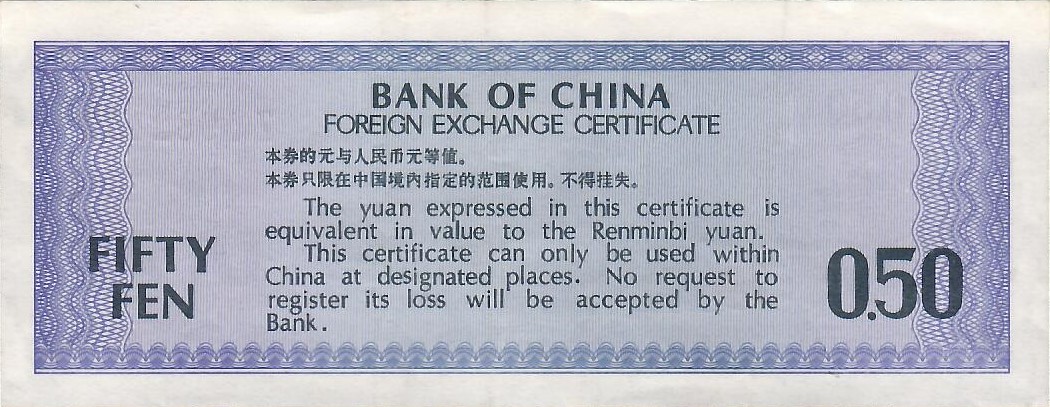 BANK OF CHINA
FOREIGN EXCHANGE CERTIFICATE
本券的元与人民币元等值。
本券只限在中国境内指定的范围使用。不得挂失。
The yuan expressed in this certificate is
equivalent in value to the Renminbi yuan.
This certificate can only be used within
China at designated places. No request to
register its loss will be accepted by the
Bank.
FIFTY
FEN
0.50